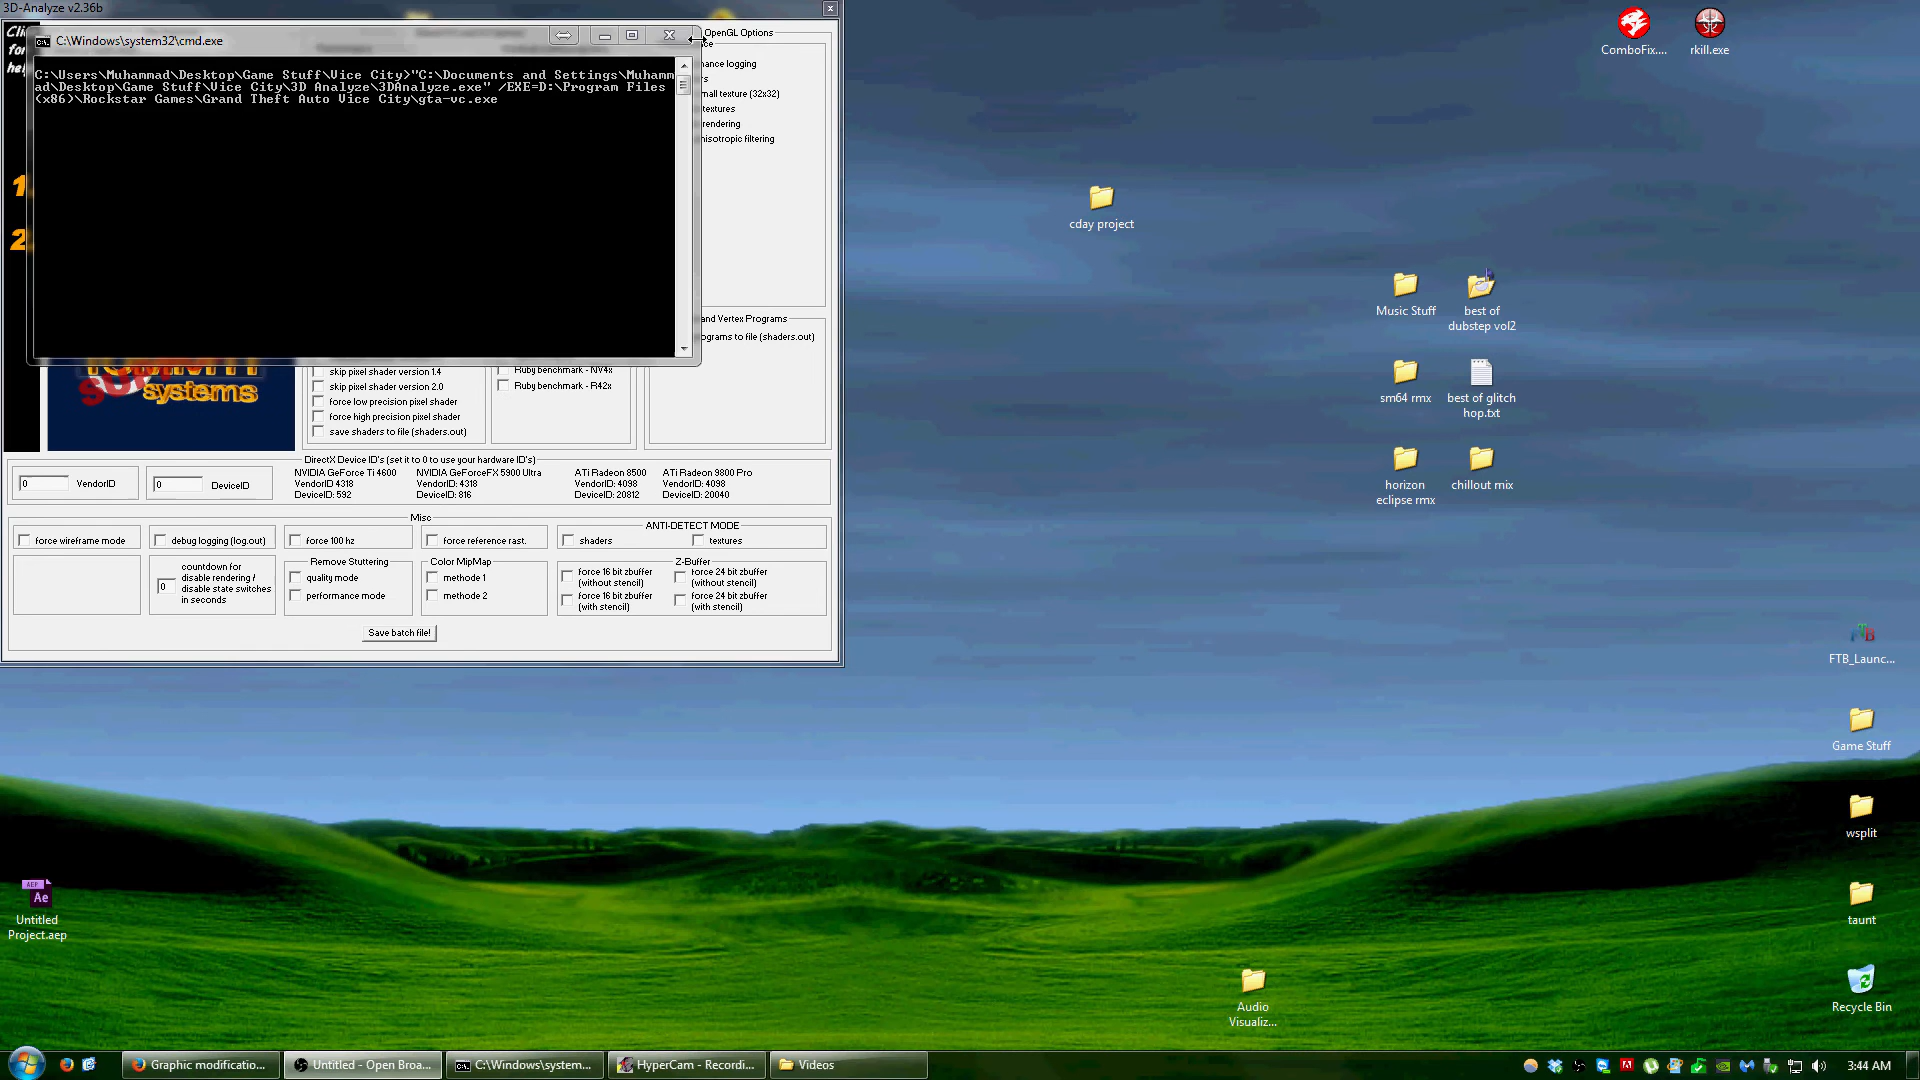 3D-Analyze v2.36b
C:\Windows\system32\cmd.exe
C:\Users\Muhammad\Desktop\Game Stuff\Vice City>"C:\Documents and Settings\Muhamm
ad\Desktop\Game Stuff\Vice City\3D Analyze\3DAnalyze.exe" /EXE=D:\Program Files
(x86)\Rockstar Games\Grand Theft Auto Vice City\gta-vc.exe
OpenGL Options
mall texture (32x32)
textures
rendering
nisotropic filtering
and Vertex Programs
ograms to file (shaders.out)
1.
2.
systems
skip pixel shader version 1.4
skip pixel shader version 2.0
force low precision pixel shader
force high precision pixel shader
save shaders to file (shaders.out)
Ruby benchmark - NV4x
Ruby benchmark - R42x
DirectX Device ID's (set it to 0 to use your hardware ID's)
0 VendorID
0 DeviceID
NVIDIA GeForce Ti 4600
VendorID 4318
DeviceID: 592
NVIDIA GeForceFX 5900 Ultra
VendorID: 4318
DeviceID: 816
ATi Radeon 8500
VendorID: 4098
DeviceID: 20812
ATi Radeon 9800 Pro
VendorID: 4098
DeviceID: 20040
Misc
force wireframe mode
debug logging (log.out)
force 100 hz
force reference rast.
ANTI-DETECT MODE
shaders
textures
0
countdown for
disable rendering /
disable state switches
in seconds
Remove Stuttering
quality mode
performance mode
Color MipMap
methode 1
methode 2
Z-Buffer
force 16 bit zbuffer
(without stencil)
force 24 bit zbuffer
(without stencil)
force 16 bit zbuffer
(with stencil)
force 24 bit zbuffer
(with stencil)
Save batch file!
ComboFix....
rkill.exe
cday project
Music Stuff
best of
dubstep vol2
sm64 rmx
best of glitch
hop.txt
horizon
eclipse rmx
chillout mix
FTB_Launc...
Game Stuff
wsplit
taunt
Recycle Bin
AEP
Ae
Untitled
Project.aep
Audio
Visualiz...
Graphic modificatio...
Untitled - Open Broa...
C:\Windows\system...
HyperCam - Recordi...
Videos
3:44 AM